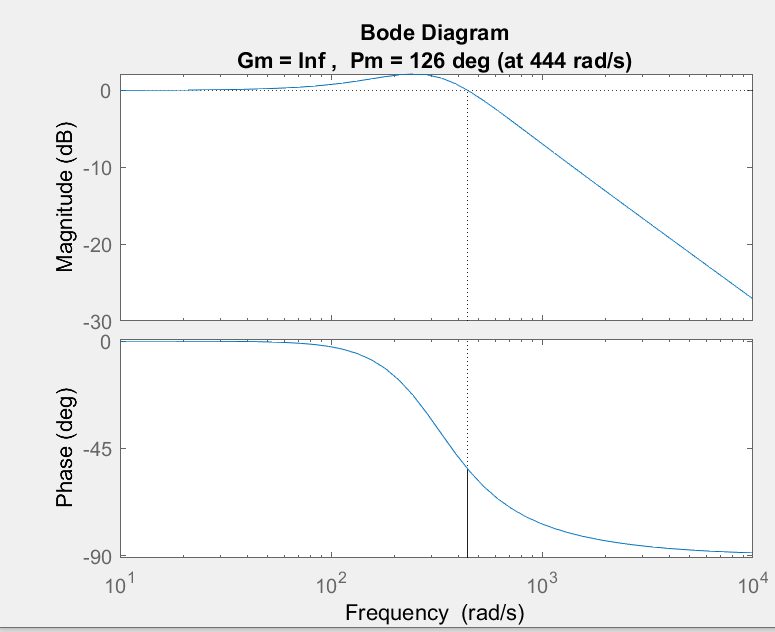 Bode Diagram
Gm = Inf ,  Pm = 126 deg (at 444 rad/s)
Magnitude (dB)
0
-10
-20
-30
Phase (deg)
0
-45
-90
10^1 10^2 10^3 10^4
Frequency  (rad/s)